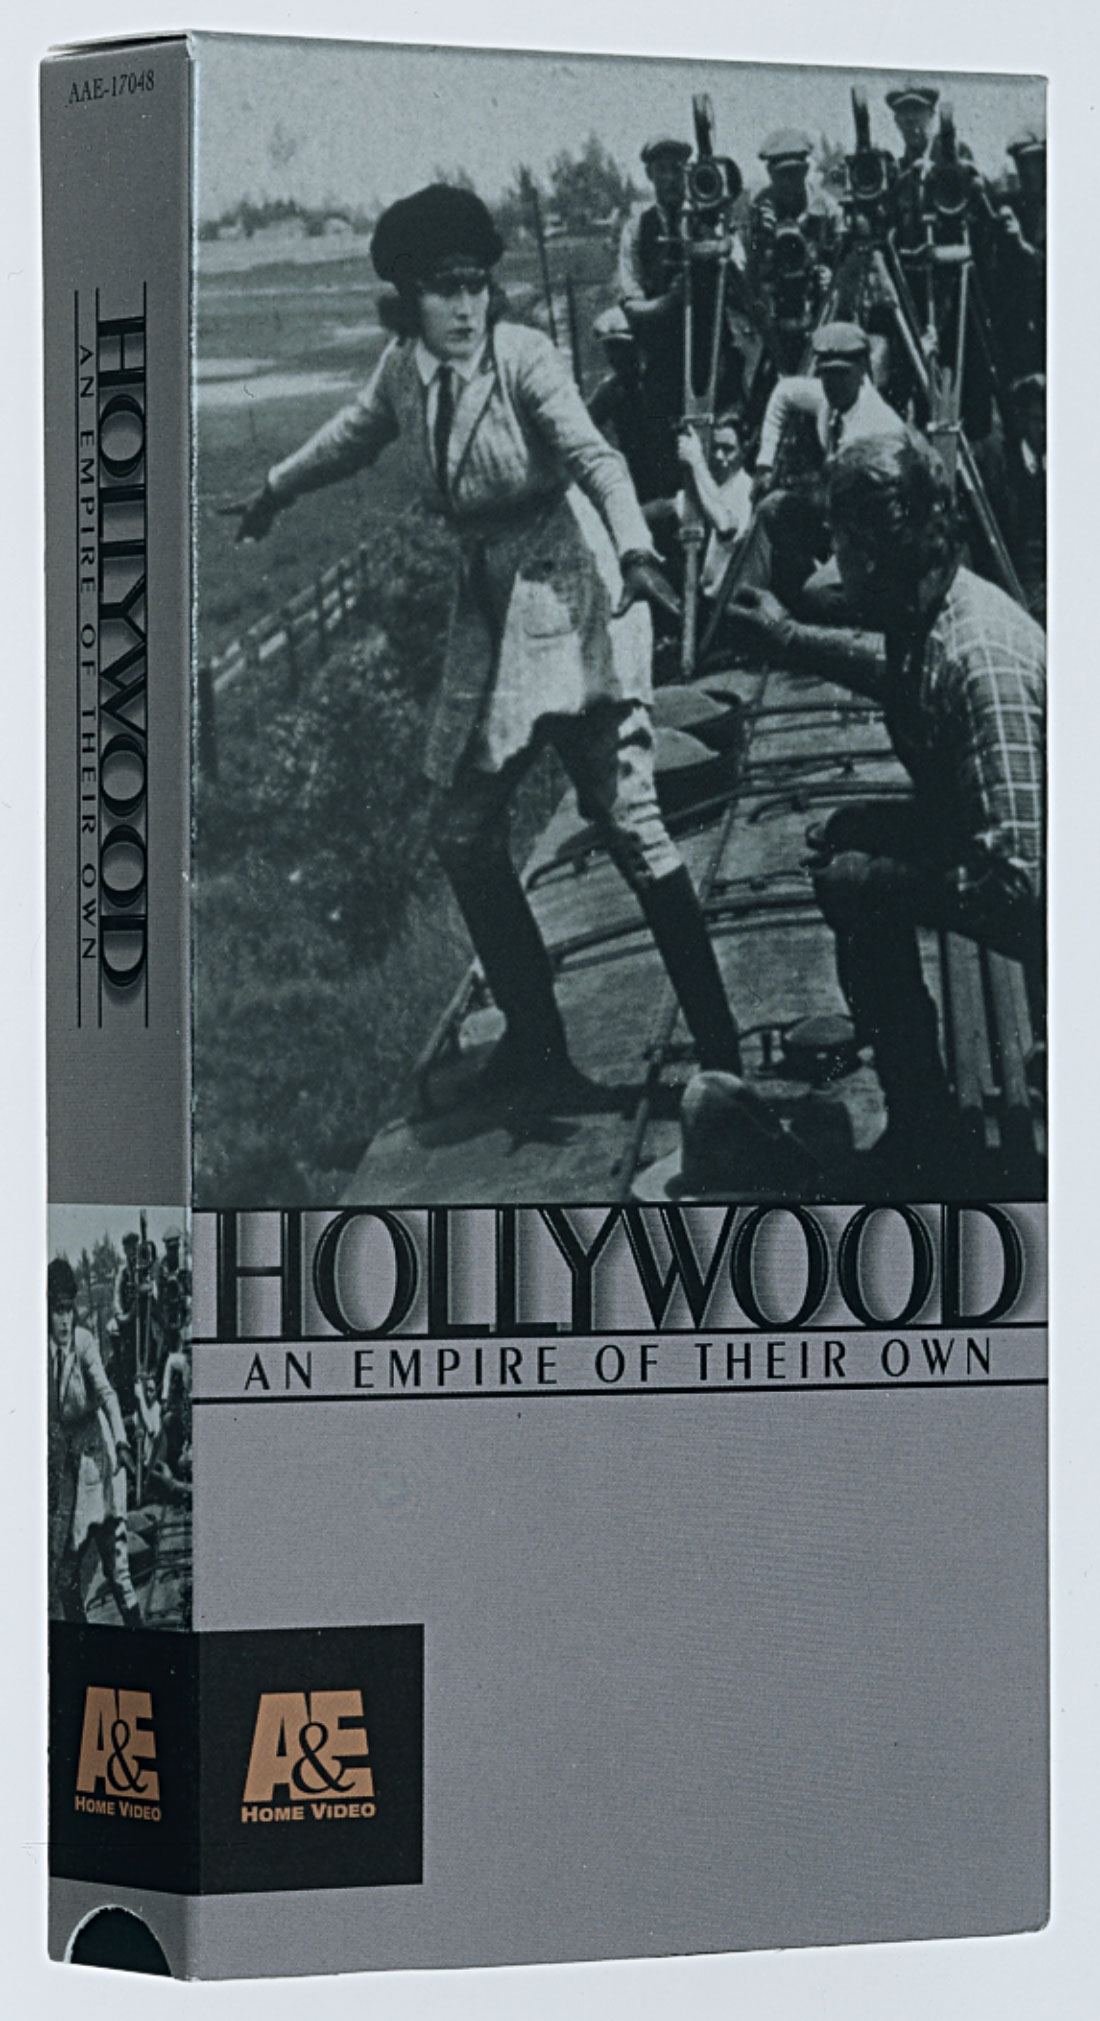 AAE-17048
HOLLYWOOD
AN EMPIRE OF THEIR OWN
HOLLYWOOD
AN EMPIRE OF THEIR OWN
A&E
HOME VIDEO
A&E
HOME VIDEO